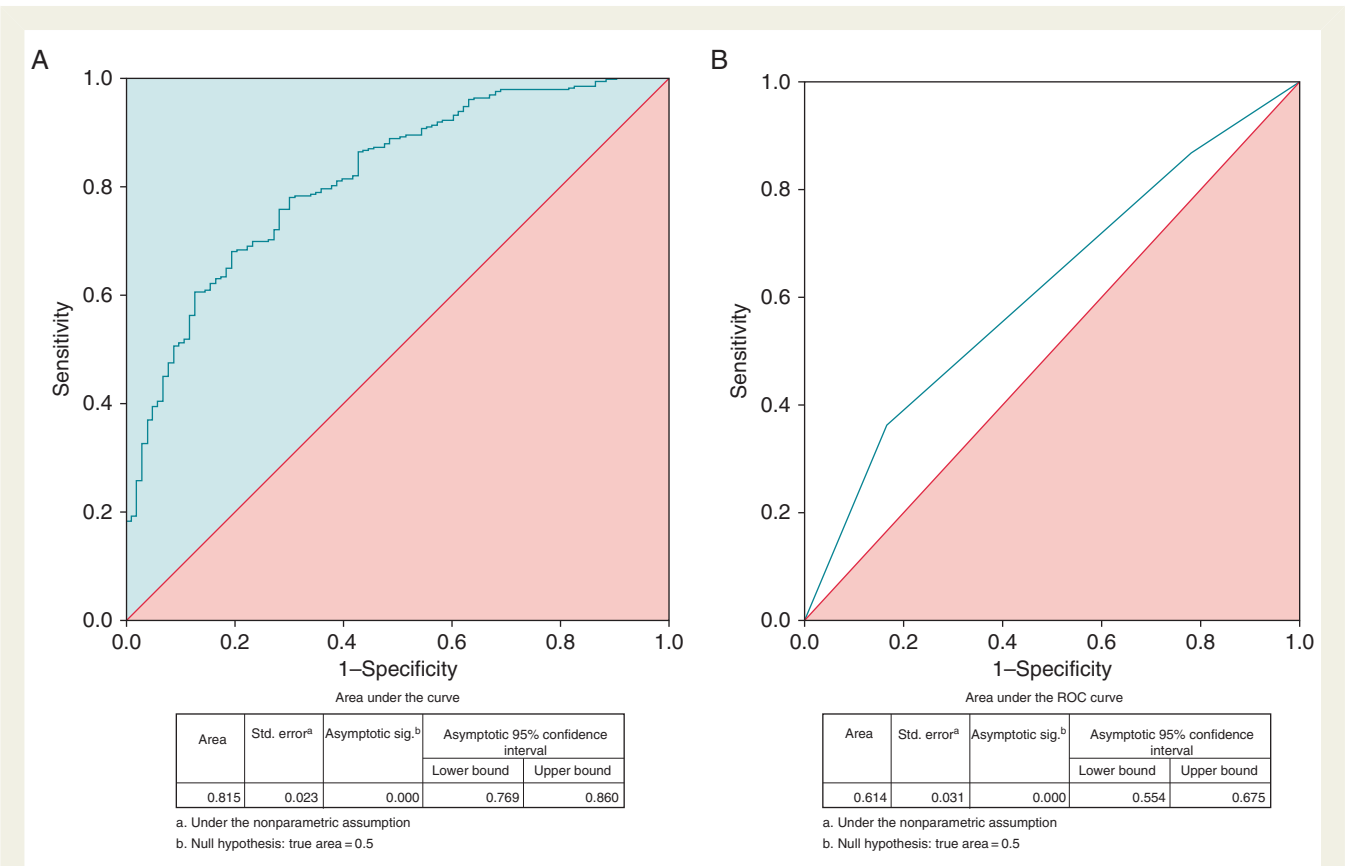 A
1.0
0.8
0.6
0.4
0.2
0.0
Sensitivity
0.0 0.2 0.4 0.6 0.8 1.0
1–Specificity
Area under the curve
Area Std. errorᵃ Asymptotic sig.ᵇ Asymptotic 95% confidence
interval
Lower bound Upper bound
0.815 0.023 0.000 0.769 0.860
a. Under the nonparametric assumption
b. Null hypothesis: true area = 0.5
B
1.0
0.8
0.6
0.4
0.2
0.0
Sensitivity
0.0 0.2 0.4 0.6 0.8 1.0
1–Specificity
Area under the ROC curve
Area Std. errorᵃ Asymptotic sig.ᵇ Asymptotic 95% confidence
interval
Lower bound Upper bound
0.614 0.031 0.000 0.554 0.675
a. Under the nonparametric assumption
b. Null hypothesis: true area = 0.5